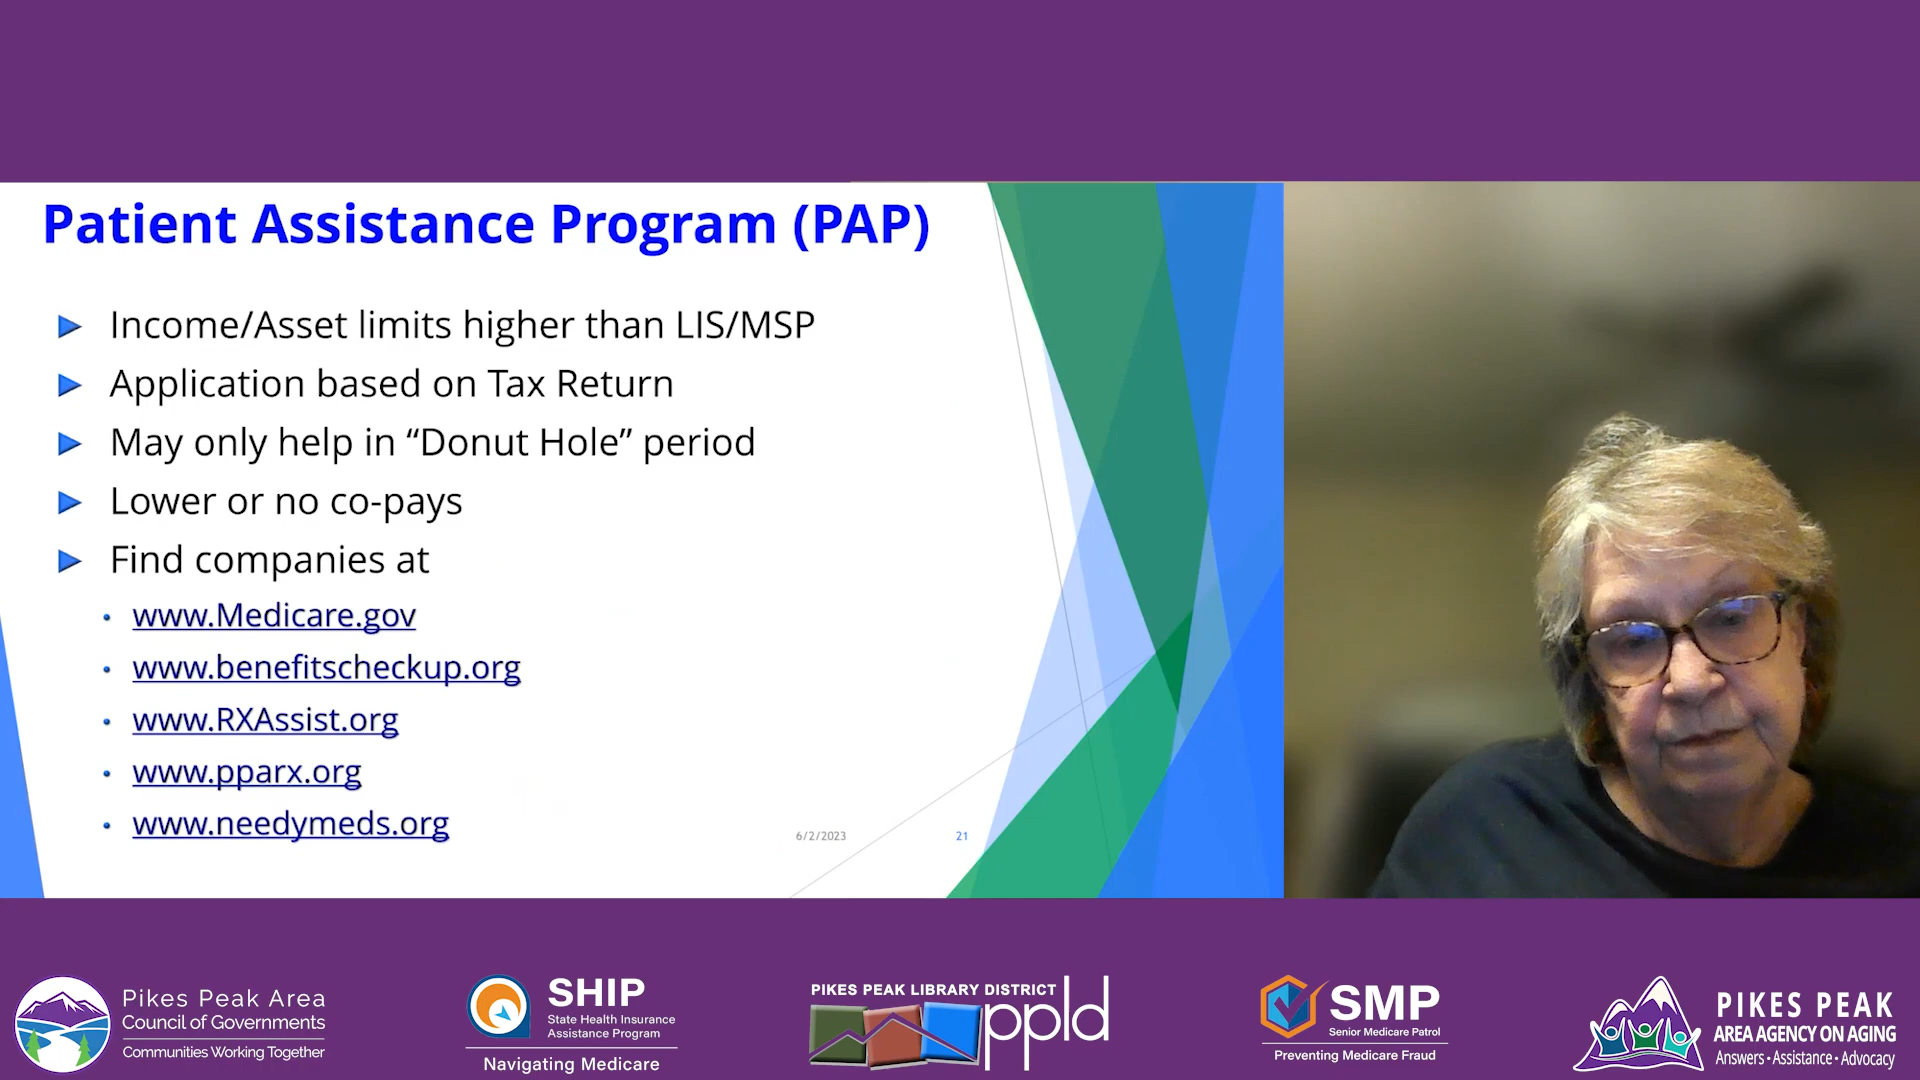 Patient Assistance Program (PAP)
Income/Asset limits higher than LIS/MSP
Application based on Tax Return
May only help in “Donut Hole” period
Lower or no co-pays
Find companies at
www.Medicare.gov
www.benefitscheckup.org
www.RXAssist.org
www.pparx.org
www.needymeds.org
6/2/2023
21
Pikes Peak Area
Council of Governments
Communities Working Together
SHIP
State Health Insurance
Assistance Program
Navigating Medicare
PIKES PEAK LIBRARY DISTRICT
ppld
SMP
Senior Medicare Patrol
Preventing Medicare Fraud
PIKES PEAK
AREA AGENCY ON AGING
Answers • Assistance • Advocacy